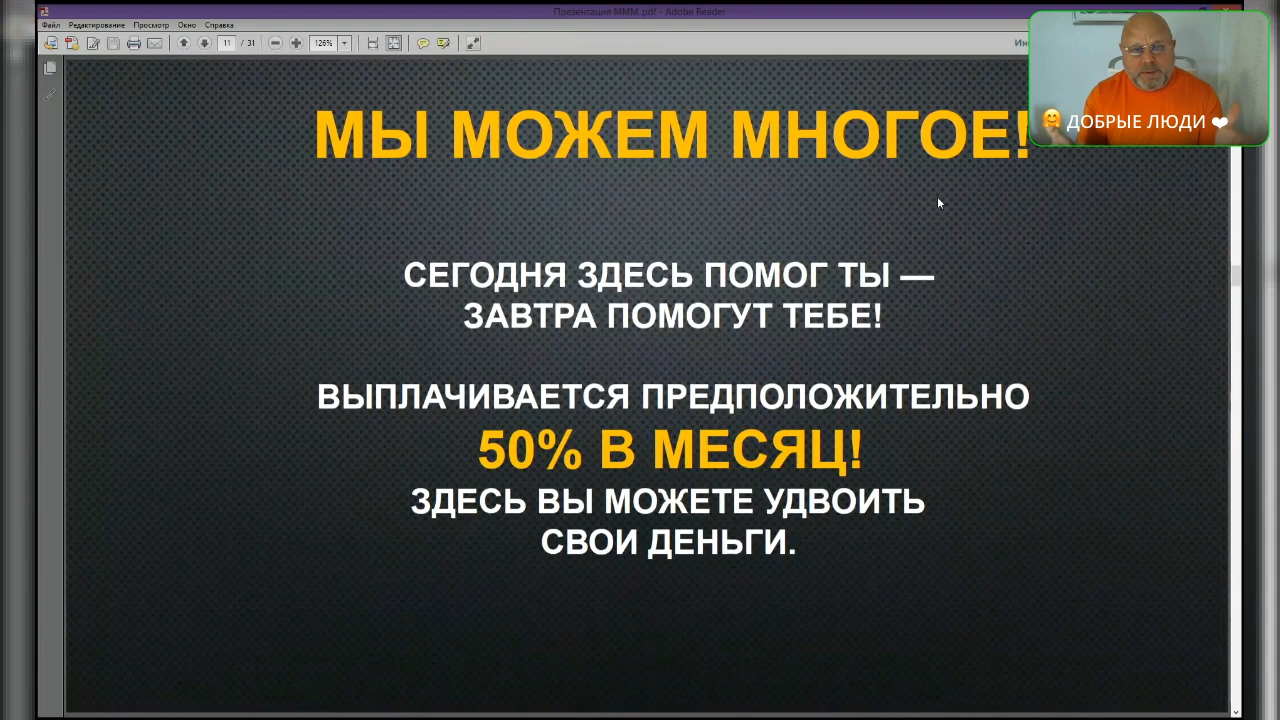 Презентация МММ.pdf - Adobe Reader
Файл Редактирование Просмотр Окно Справка
11 / 31 126%
🤗 ДОБРЫЕ ЛЮДИ ❤
МЫ МОЖЕМ МНОГОЕ!
СЕГОДНЯ ЗДЕСЬ ПОМОГ ТЫ —
ЗАВТРА ПОМОГУТ ТЕБЕ!
ВЫПЛАЧИВАЕТСЯ ПРЕДПОЛОЖИТЕЛЬНО
50% В МЕСЯЦ!
ЗДЕСЬ ВЫ МОЖЕТЕ УДВОИТЬ
СВОИ ДЕНЬГИ.